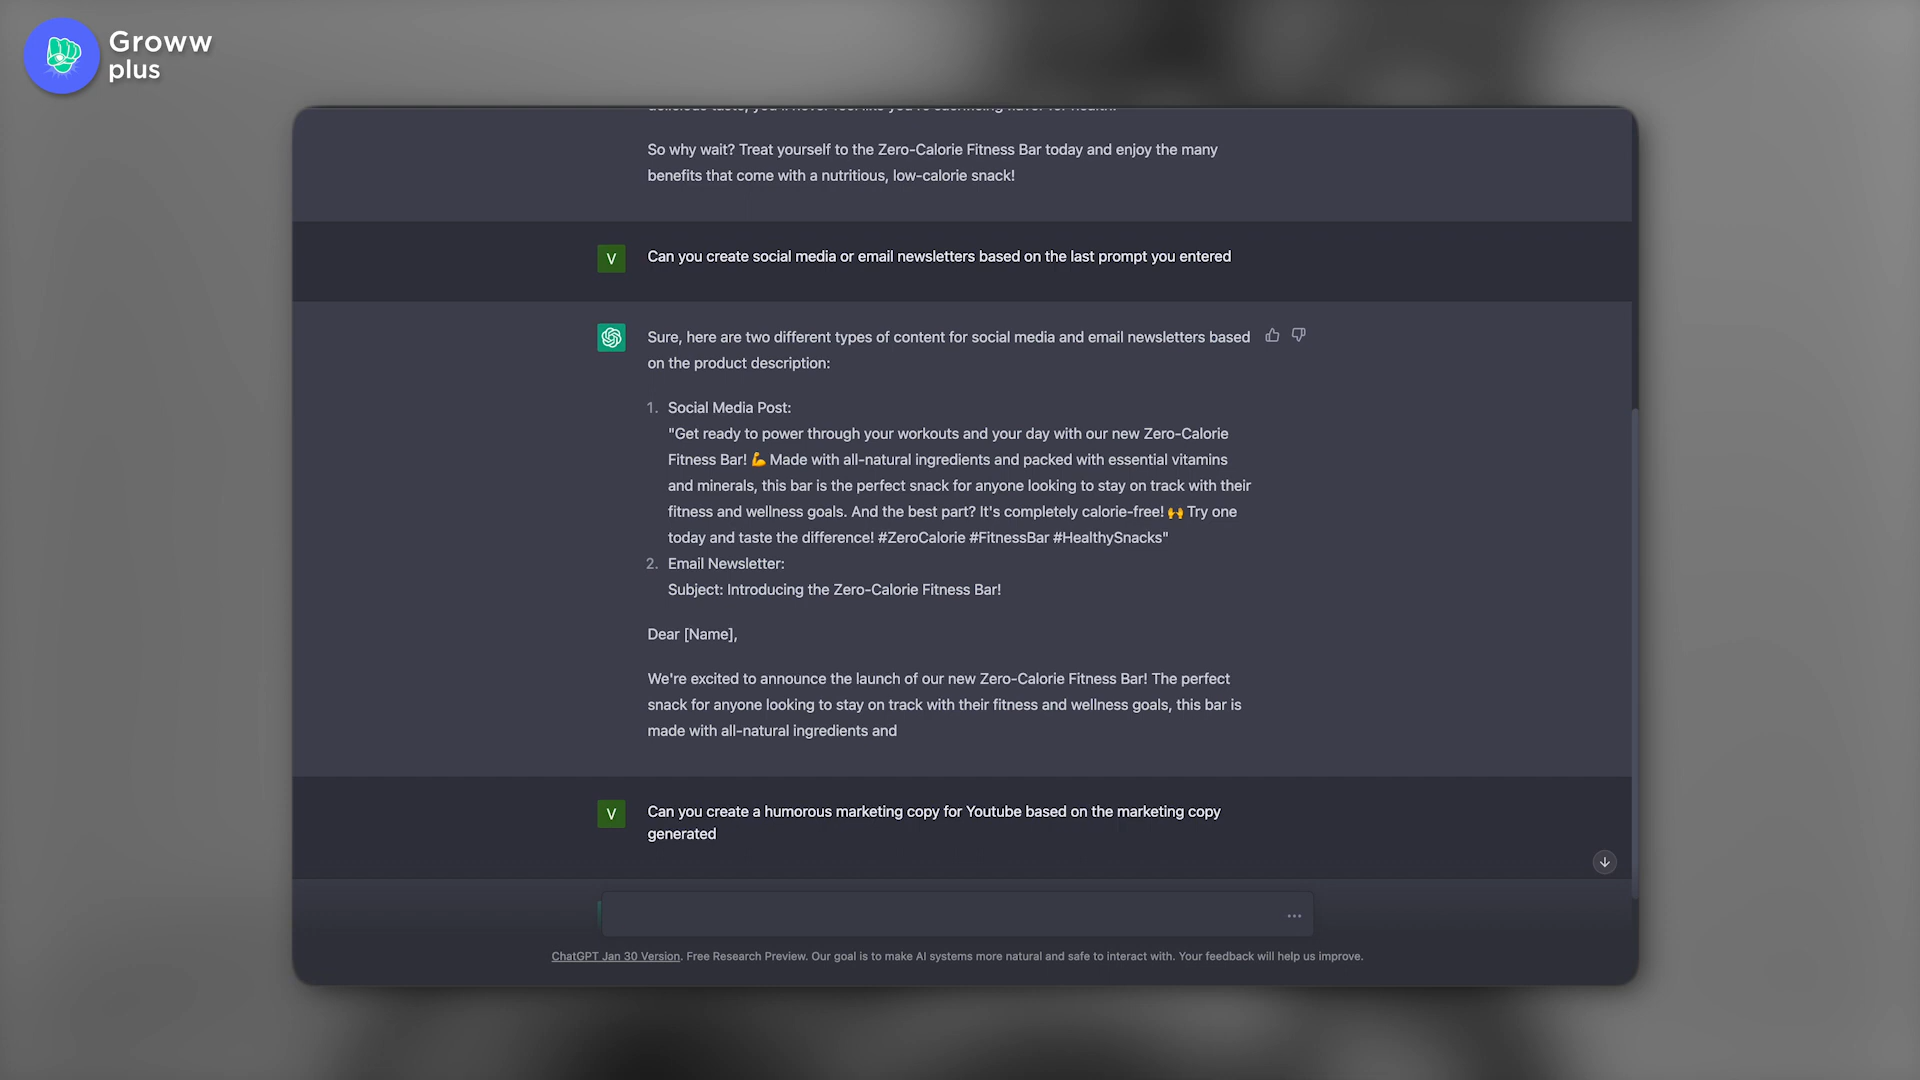 Groww
plus
So why wait? Treat yourself to the Zero-Calorie Fitness Bar today and enjoy the many
benefits that come with a nutritious, low-calorie snack!
V
Can you create social media or email newsletters based on the last prompt you entered
Sure, here are two different types of content for social media and email newsletters based
on the product description:
1. Social Media Post:
"Get ready to power through your workouts and your day with our new Zero-Calorie
Fitness Bar! 💪 Made with all-natural ingredients and packed with essential vitamins
and minerals, this bar is the perfect snack for anyone looking to stay on track with their
fitness and wellness goals. And the best part? It's completely calorie-free! 🙌 Try one
today and taste the difference! #ZeroCalorie #FitnessBar #HealthySnacks"
2. Email Newsletter:
Subject: Introducing the Zero-Calorie Fitness Bar!
Dear [Name],
We're excited to announce the launch of our new Zero-Calorie Fitness Bar! The perfect
snack for anyone looking to stay on track with their fitness and wellness goals, this bar is
made with all-natural ingredients and
V
Can you create a humorous marketing copy for Youtube based on the marketing copy
generated
ChatGPT Jan 30 Version. Free Research Preview. Our goal is to make AI systems more natural and safe to interact with. Your feedback will help us improve.